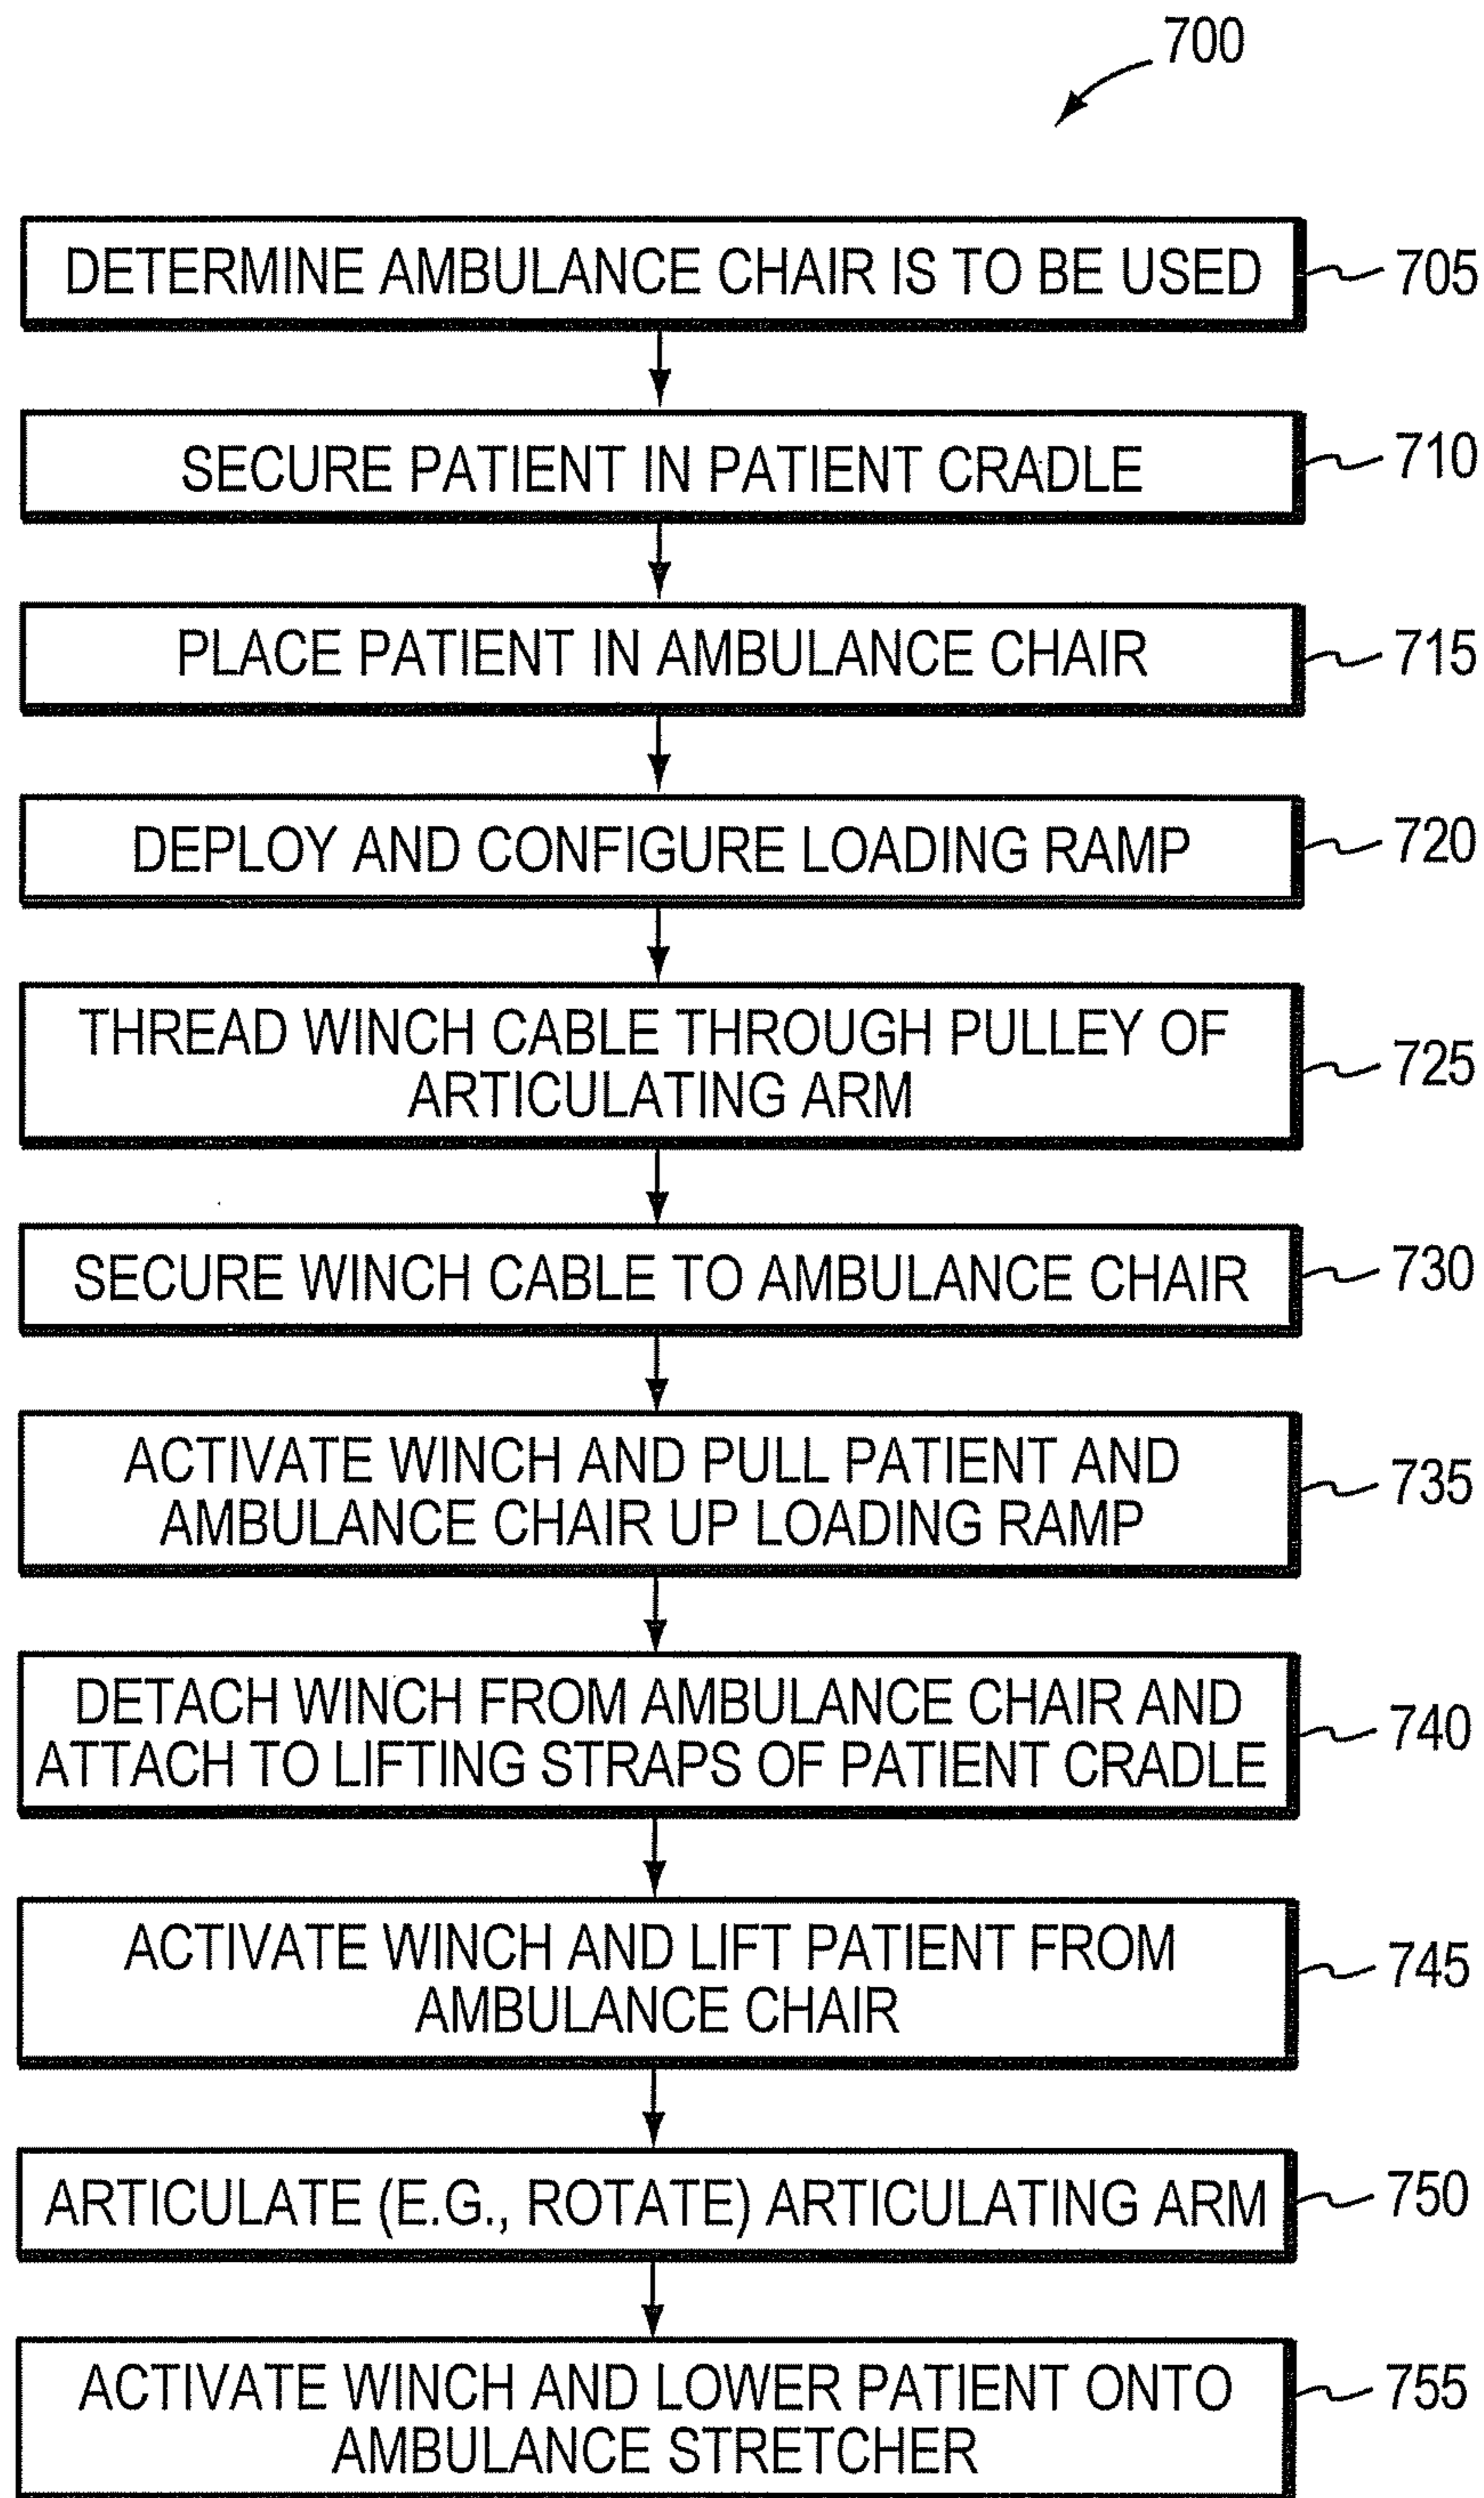 700
DETERMINE AMBULANCE CHAIR IS TO BE USED
705
SECURE PATIENT IN PATIENT CRADLE
710
PLACE PATIENT IN AMBULANCE CHAIR
715
DEPLOY AND CONFIGURE LOADING RAMP
720
THREAD WINCH CABLE THROUGH PULLEY OF
ARTICULATING ARM
725
SECURE WINCH CABLE TO AMBULANCE CHAIR
730
ACTIVATE WINCH AND PULL PATIENT AND
AMBULANCE CHAIR UP LOADING RAMP
735
DETACH WINCH FROM AMBULANCE CHAIR AND
ATTACH TO LIFTING STRAPS OF PATIENT CRADLE
740
ACTIVATE WINCH AND LIFT PATIENT FROM
AMBULANCE CHAIR
745
ARTICULATE (E.G., ROTATE) ARTICULATING ARM
750
ACTIVATE WINCH AND LOWER PATIENT ONTO
AMBULANCE STRETCHER
755